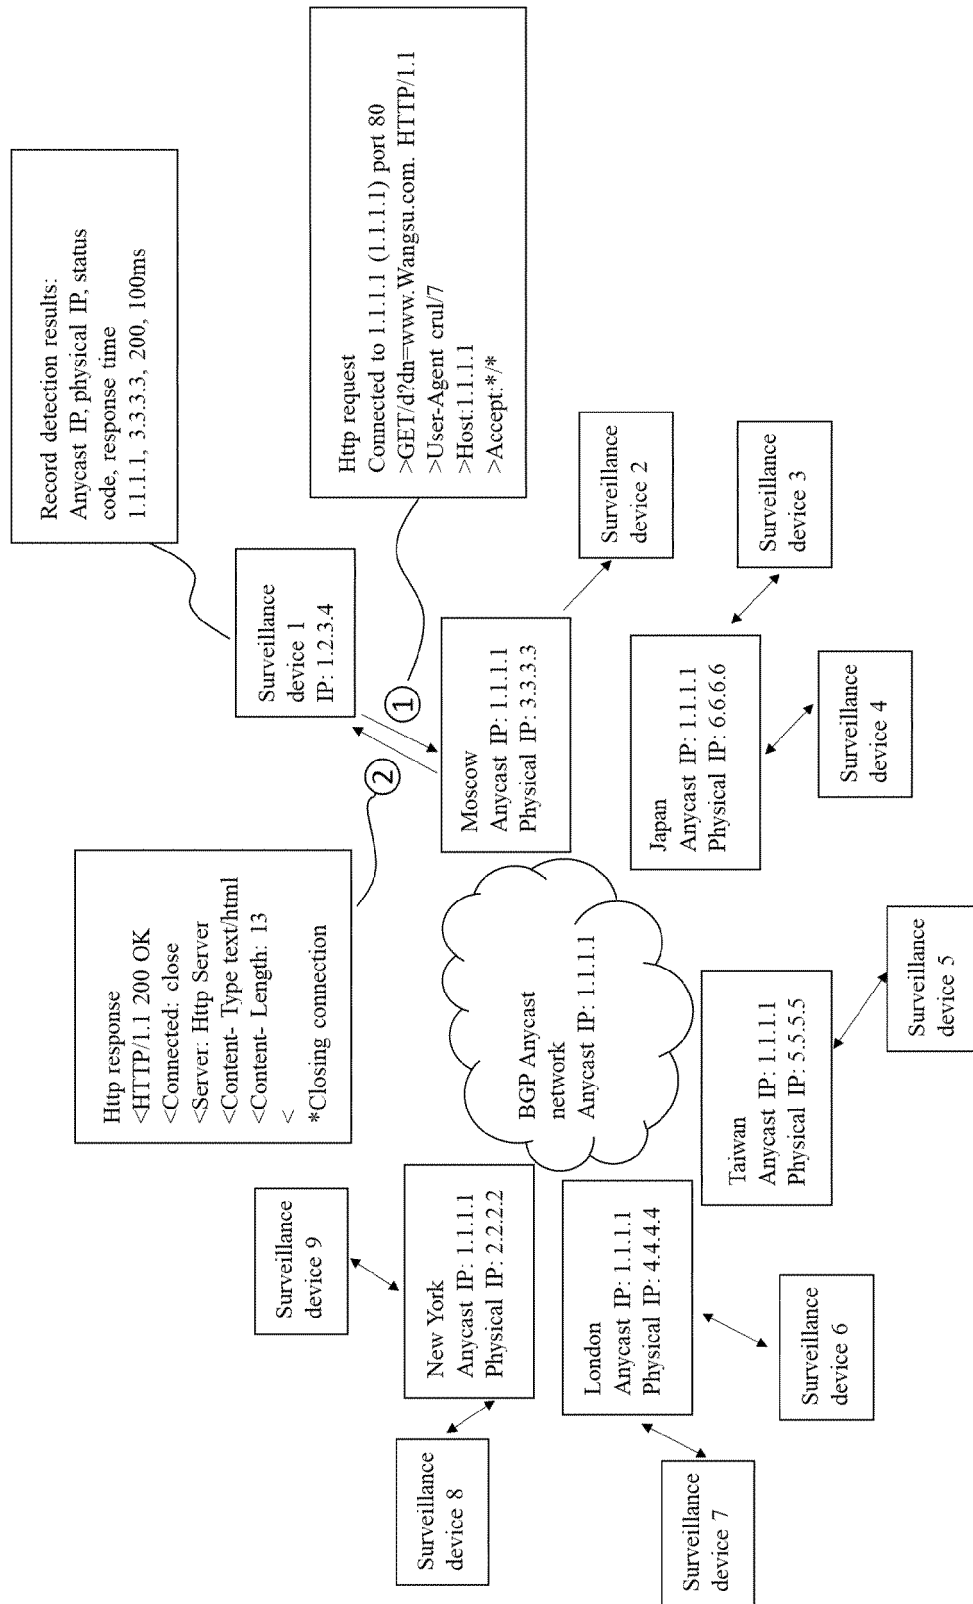 Record detection results:
Anycast IP, physical IP, status
code, response time
1.1.1.1, 3.3.3.3, 200, 100ms
Http request
Connected to 1.1.1.1 (1.1.1.1) port 80
>GET/d?dn=www.Wangsu.com. HTTP/1.1
>User-Agent crul/7
>Host:1.1.1.1
>Accept:*/*
Surveillance
device 1
IP: 1.2.3.4
1
2
Http response
<HTTP/1.1 200 OK
<Connected: close
<Server: Http Server
<Content- Type text/html
<Content- Length: 13
<
*Closing connection
Surveillance
device 9
Surveillance
device 8
New York
Anycast IP: 1.1.1.1
Physical IP: 2.2.2.2
BGP Anycast
network
Anycast IP: 1.1.1.1
Moscow
Anycast IP: 1.1.1.1
Physical IP: 3.3.3.3
Surveillance
device 2
London
Anycast IP: 1.1.1.1
Physical IP: 4.4.4.4
Taiwan
Anycast IP: 1.1.1.1
Physical IP: 5.5.5.5
Japan
Anycast IP: 1.1.1.1
Physical IP: 6.6.6.6
Surveillance
device 3
Surveillance
device 7
Surveillance
device 6
Surveillance
device 5
Surveillance
device 4